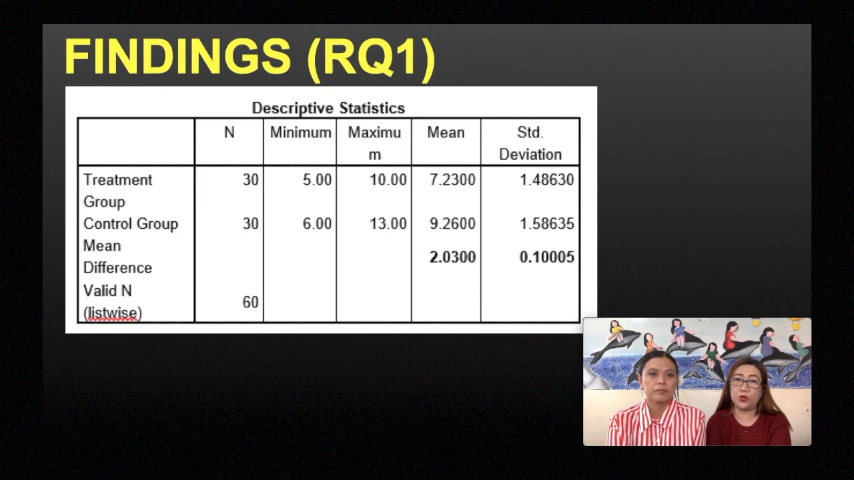 FINDINGS (RQ1)
Descriptive Statistics
N Minimum Maximu Mean Std.
m Deviation
Treatment 30 5.00 10.00 7.2300 1.48630
Group
Control Group 30 6.00 13.00 9.2600 1.58635
Mean
2.0300 0.10005
Difference
Valid N
60
(listwise)